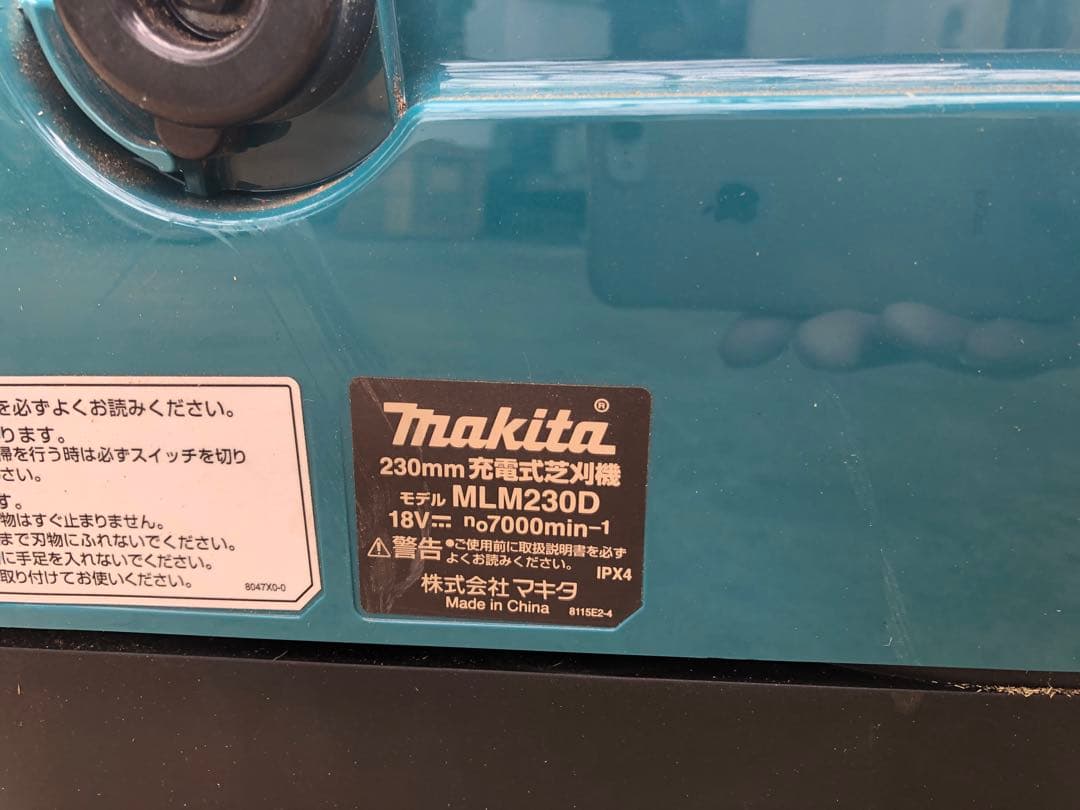 を必ずよくお読みください。
ります。
掃を行う時は必ずスイッチを切り
さい。
す。
物はすぐ止まりません。
まで刃物にふれないでください。
に手足を入れないでください。
取り付けてお使いください。
8047X0-0
makita®
230mm 充電式芝刈機
モデル MLM230D
18V⎓ n₀7000min⁻¹
⚠警告 ●ご使用前に取扱説明書を必ず
よくお読みください。
IPX4
株式会社 マキタ
Made in China 8115E2-4